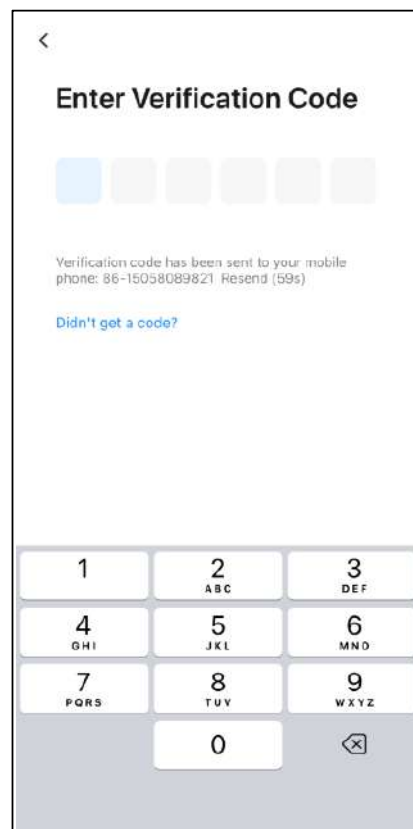 Enter Verification Code
Verification code has been sent to your mobile
phone: 86-15058089821 Resend (59s)
Didn't get a code?
1
2
ABC
3
DEF
4
GHI
5
JKL
6
MNO
7
PQRS
8
TUV
9
WXYZ
0